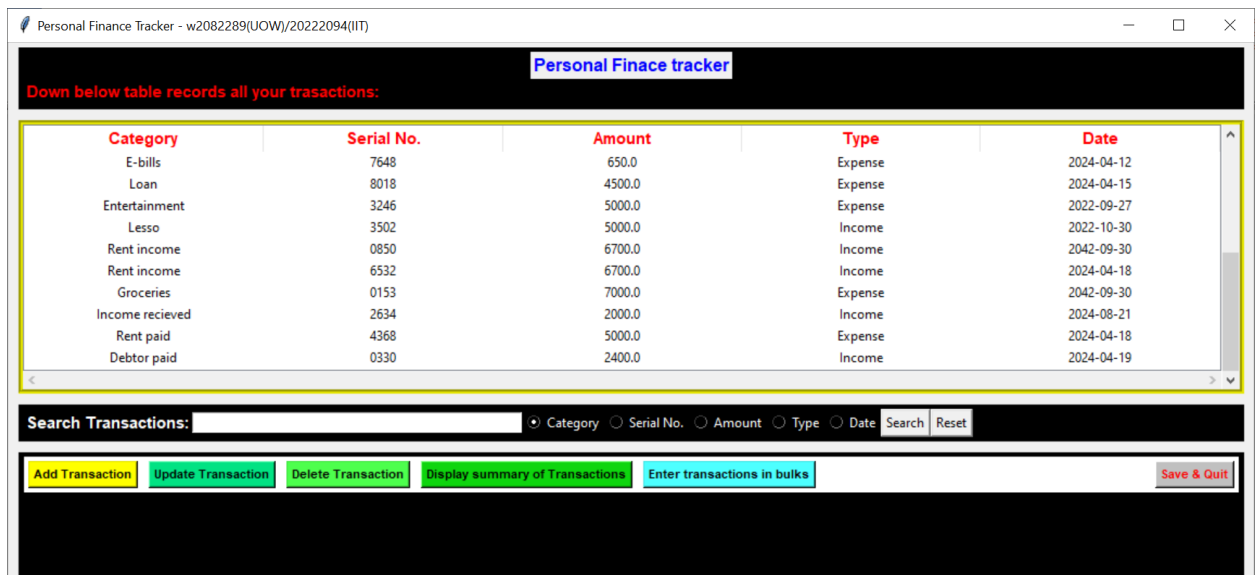 Personal Finance Tracker - w2082289(UOW)/20222094(IIT)
Personal Finace tracker
Down below table records all your trasactions:
Category Serial No. Amount Type Date
E-bills 7648 650.0 Expense 2024-04-12
Loan 8018 4500.0 Expense 2024-04-15
Entertainment 3246 5000.0 Expense 2022-09-27
Lesso 3502 5000.0 Income 2022-10-30
Rent income 0850 6700.0 Income 2042-09-30
Rent income 6532 6700.0 Income 2024-04-18
Groceries 0153 7000.0 Expense 2042-09-30
Income recieved 2634 2000.0 Income 2024-08-21
Rent paid 4368 5000.0 Expense 2024-04-18
Debtor paid 0330 2400.0 Income 2024-04-19
Search Transactions: Category Serial No. Amount Type Date Search Reset
Add Transaction Update Transaction Delete Transaction Display summary of Transactions Enter transactions in bulks Save & Quit